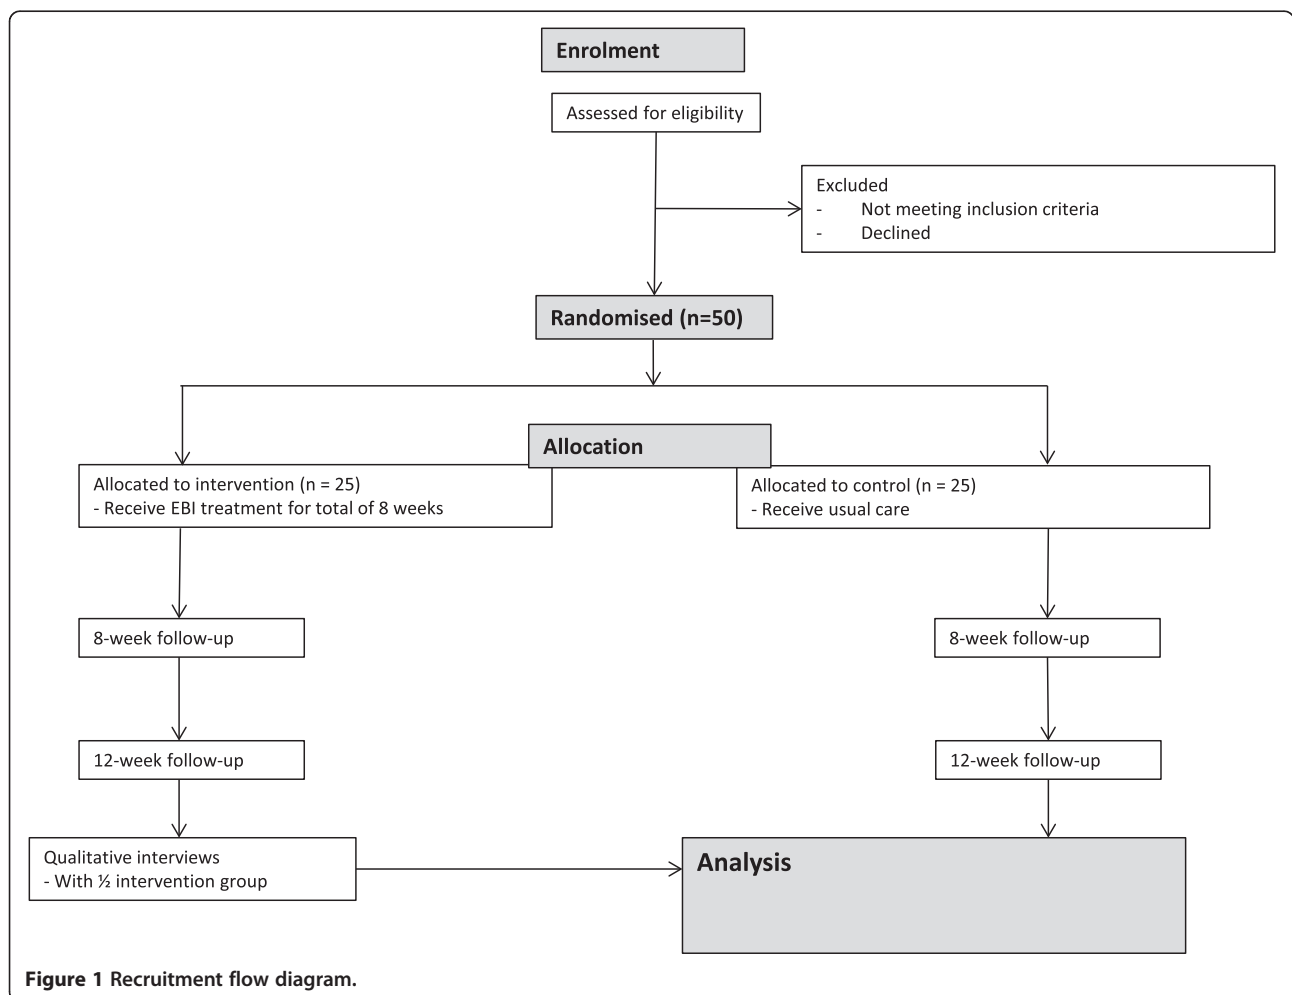 Enrolment
Assessed for eligibility
Excluded
- Not meeting inclusion criteria
- Declined
Randomised (n=50)
Allocation
Allocated to intervention (n = 25)
- Receive EBI treatment for total of 8 weeks
Allocated to control (n = 25)
- Receive usual care
8-week follow-up
8-week follow-up
12-week follow-up
12-week follow-up
Qualitative interviews
- With ½ intervention group
Analysis
Figure 1 Recruitment flow diagram.